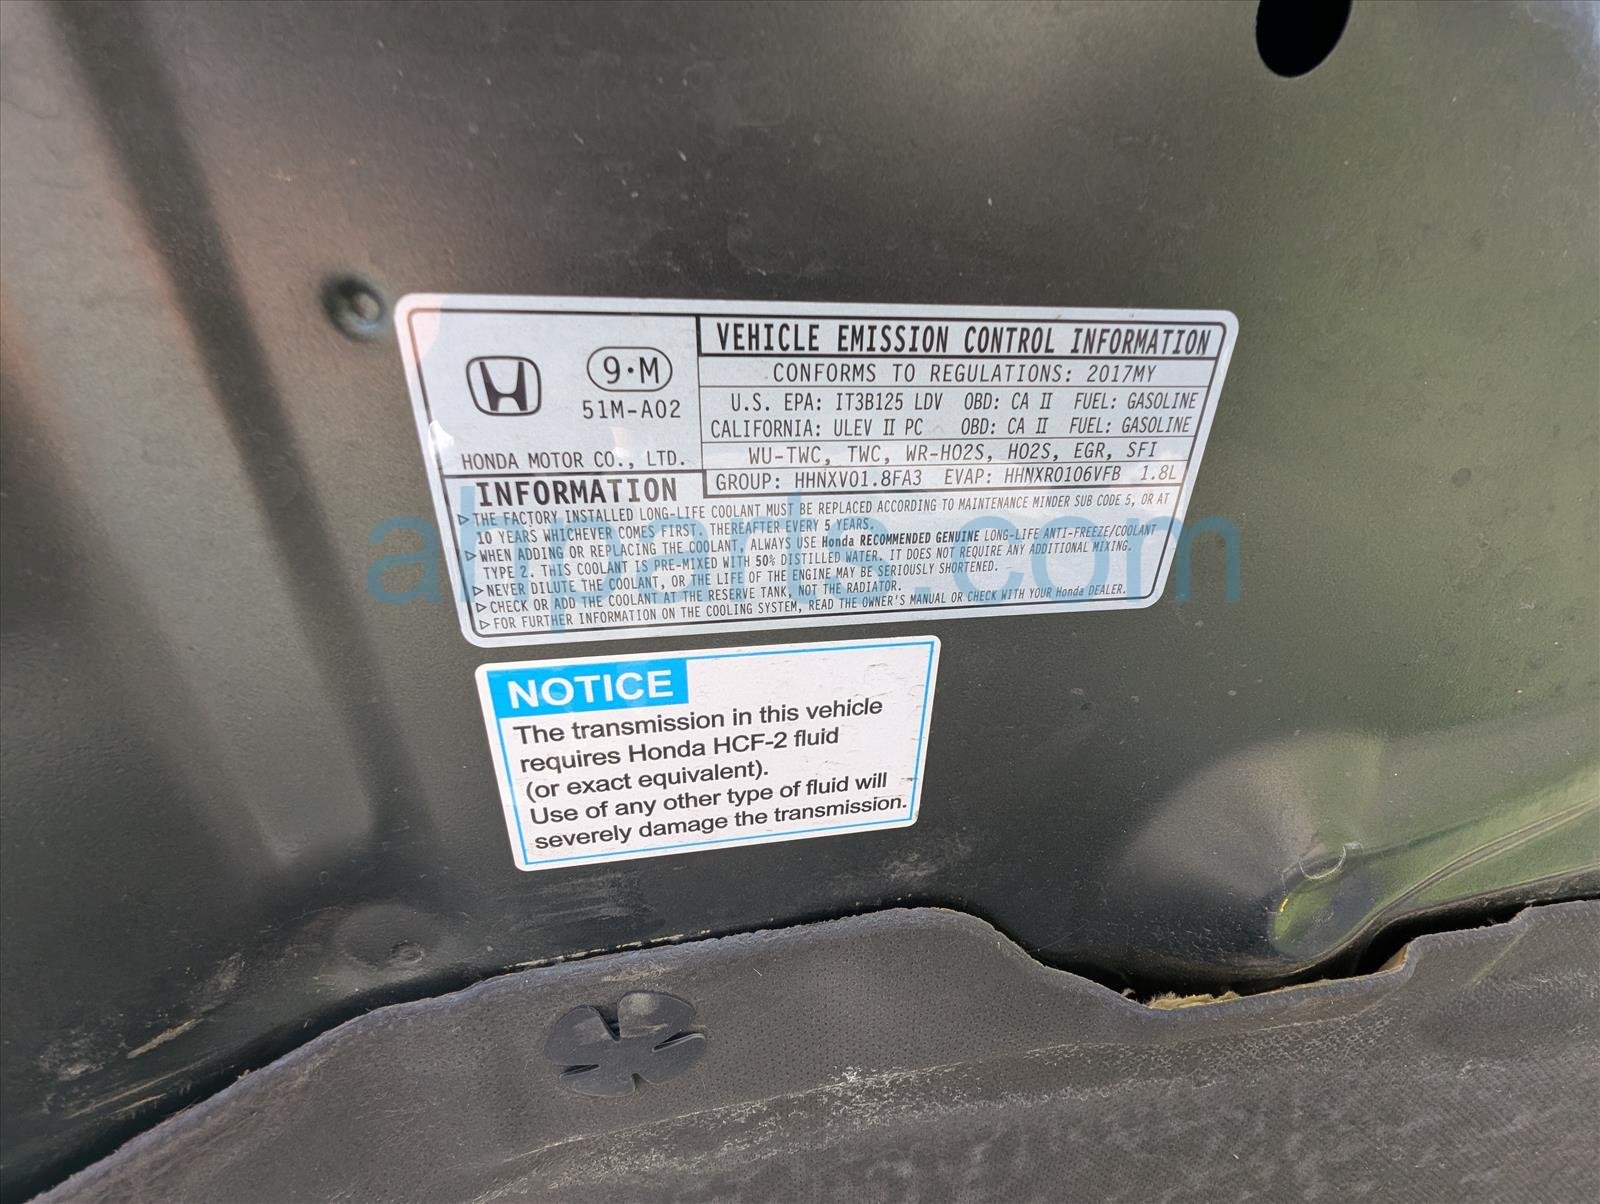 9·M
51M-A02
HONDA MOTOR CO., LTD.
VEHICLE EMISSION CONTROL INFORMATION
CONFORMS TO REGULATIONS: 2017MY
U.S. EPA: IT3B125 LDV OBD: CA II FUEL: GASOLINE
CALIFORNIA: ULEV II PC OBD: CA II FUEL: GASOLINE
WU-TWC, TWC, WR-HO2S, HO2S, EGR, SFI
GROUP: HHNXV01.8FA3 EVAP: HHNXR0106VFB 1.8L
INFORMATION
▷THE FACTORY INSTALLED LONG-LIFE COOLANT MUST BE REPLACED ACCORDING TO MAINTENANCE MINDER SUB CODE 5, OR AT
10 YEARS WHICHEVER COMES FIRST, THEREAFTER EVERY 5 YEARS.
▷WHEN ADDING OR REPLACING THE COOLANT, ALWAYS USE Honda RECOMMENDED GENUINE LONG-LIFE ANTI-FREEZE/COOLANT
TYPE 2. THIS COOLANT IS PRE-MIXED WITH 50% DISTILLED WATER. IT DOES NOT REQUIRE ANY ADDITIONAL MIXING.
▷NEVER DILUTE THE COOLANT, OR THE LIFE OF THE ENGINE MAY BE SERIOUSLY SHORTENED.
▷CHECK OR ADD THE COOLANT AT THE RESERVE TANK, NOT THE RADIATOR.
▷FOR FURTHER INFORMATION ON THE COOLING SYSTEM, READ THE OWNER'S MANUAL OR CHECK WITH YOUR Honda DEALER.
ahparts.com
NOTICE
The transmission in this vehicle
requires Honda HCF-2 fluid
(or exact equivalent).
Use of any other type of fluid will
severely damage the transmission.